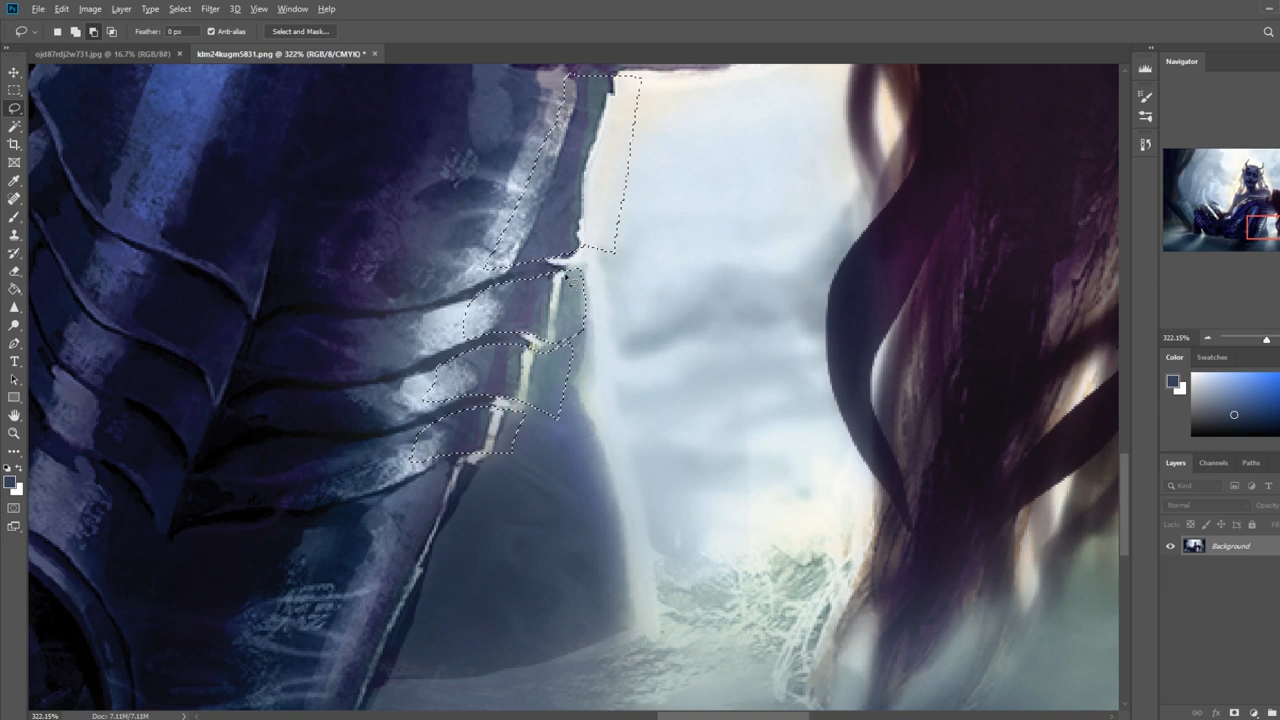 Ps File Edit Image Layer Type Select Filter 3D View Window Help
Feather: 0 px Anti-alias Select and Mask...
ojd87rdj2w731.jpg @ 16.7% (RGB/8#) × klm24kugm5831.png @ 322% (RGB/8/CMYK) * ×
Navigator
322.15%
Color Swatches
Layers Channels Paths
Kind
Normal Opacity
Lock: Fill
Background
322.15% Doc: 7.11M/7.11M